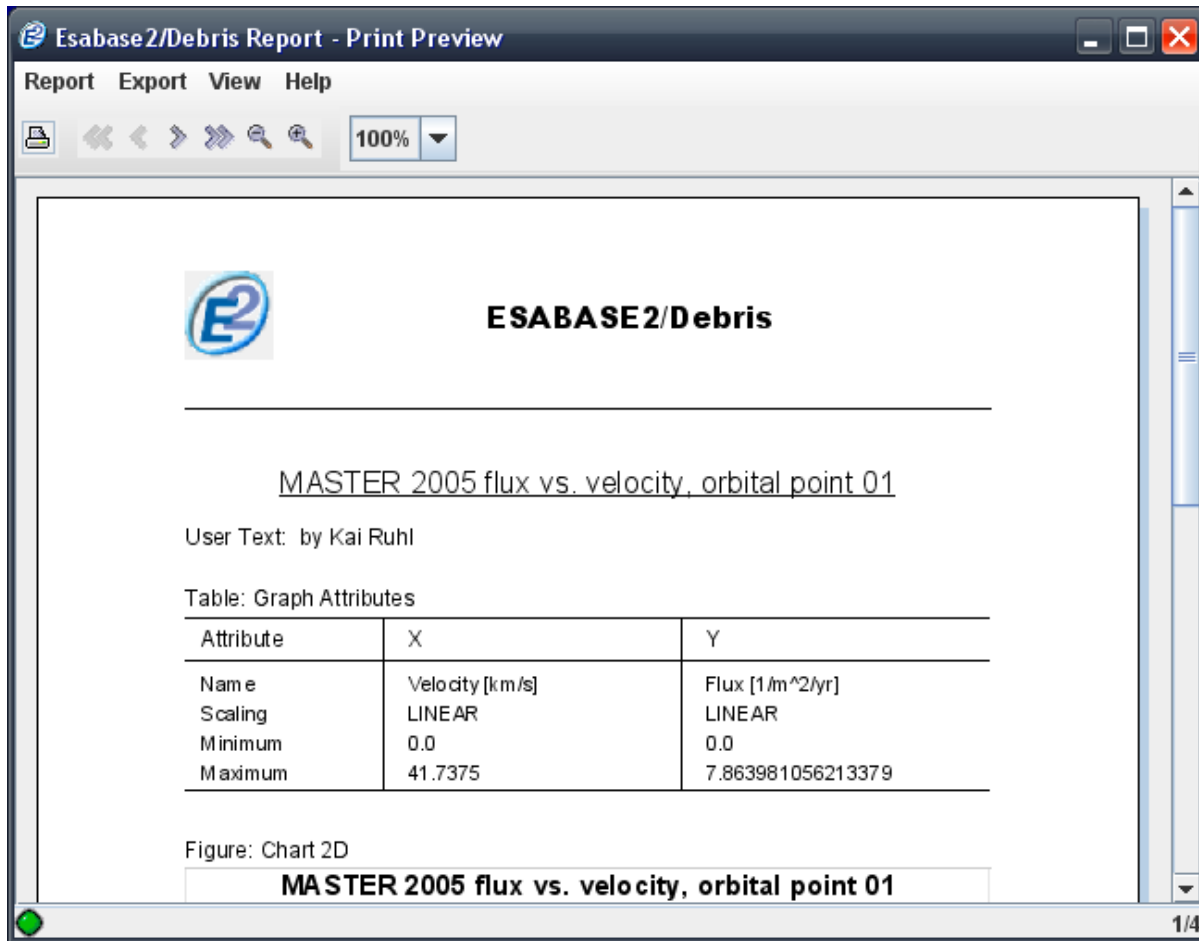 Esabase2/Debris Report - Print Preview
Report Export View Help
100%
E2
ESABASE2/Debris
MASTER 2005 flux vs. velocity, orbital point 01
User Text: by Kai Ruhl
Table: Graph Attributes
Attribute X Y
Name Velocity [km/s] Flux [1/m^2/yr]
Scaling LINEAR LINEAR
Minimum 0.0 0.0
Maximum 41.7375 7.863981056213379
Figure: Chart 2D
MASTER 2005 flux vs. velocity, orbital point 01
1/4